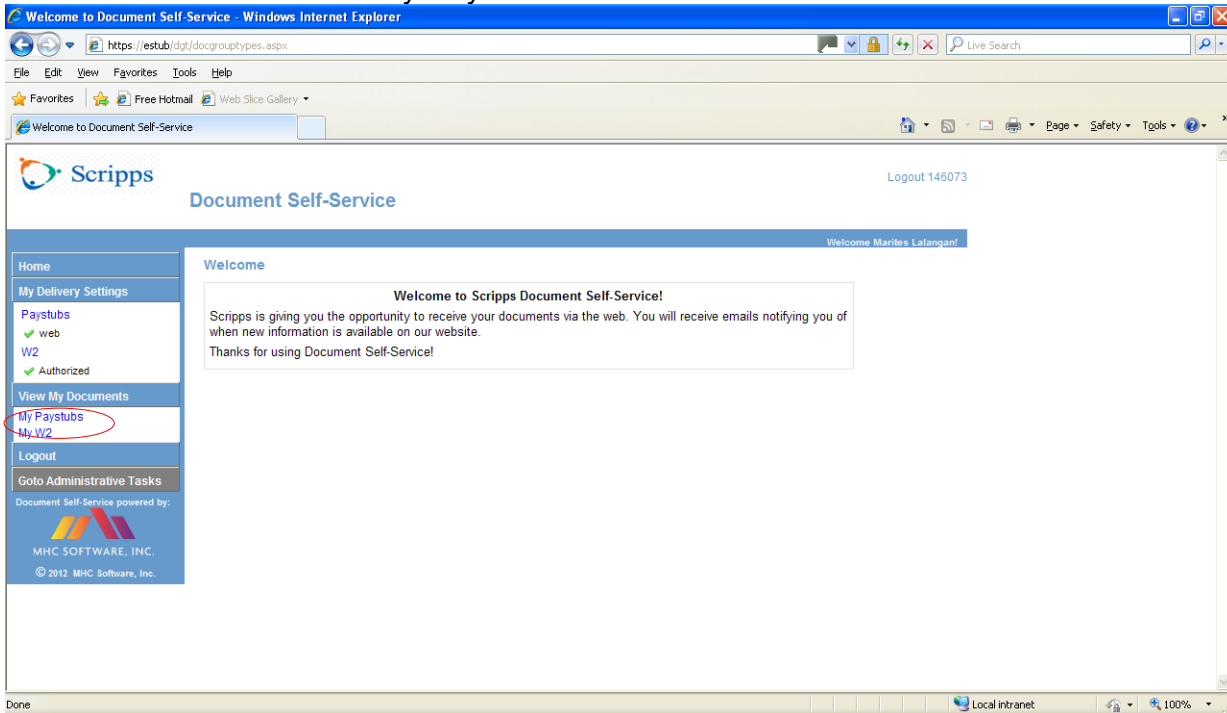 Welcome to Document Self-Service - Windows Internet Explorer
https://estub/dgt/docgrouptypes.aspx
Live Search
File Edit View Favorites Tools Help
Favorites Free Hotmail Web Slice Gallery
Welcome to Document Self-Service
Page Safety Tools
Scripps
Document Self-Service
Logout 146073
Welcome Marites Lalangan!
Home
My Delivery Settings
Paystubs
web
W2
Authorized
View My Documents
My Paystubs
My W2
Logout
Goto Administrative Tasks
Document Self-Service powered by:
MHC SOFTWARE, INC.
© 2012 MHC Software, Inc.
Welcome
Welcome to Scripps Document Self-Service!
Scripps is giving you the opportunity to receive your documents via the web. You will receive emails notifying you of
when new information is available on our website.
Thanks for using Document Self-Service!
Done
Local intranet
100%